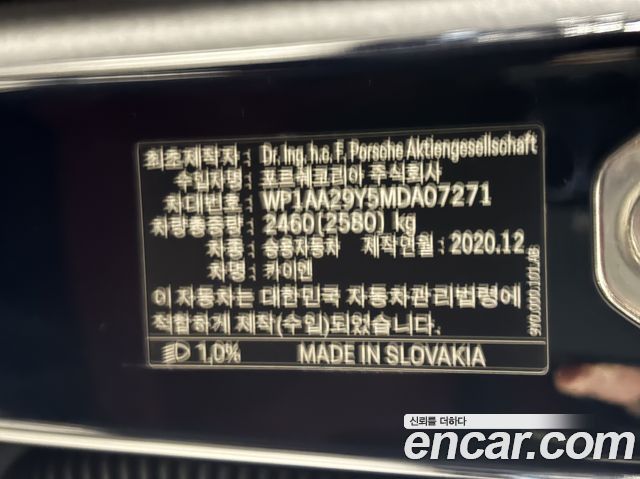 최초제작자 : Dr. Ing. h.c. F. Porsche Aktiengesellschaft
수입자명 : 포르쉐코리아 주식회사
차대번호 : WP1AA29Y5MDA07271
차량총중량 : 2460(2580) kg
차종 : 승용자동차 제작연월 : 2020.12
차명 : 카이엔
이 자동차는 대한민국 자동차관리법령에
적합하게 제작(수입)되었습니다.
1,0% MADE IN SLOVAKIA
9Y0.000.101.AB
신뢰를 더하다
encar.com